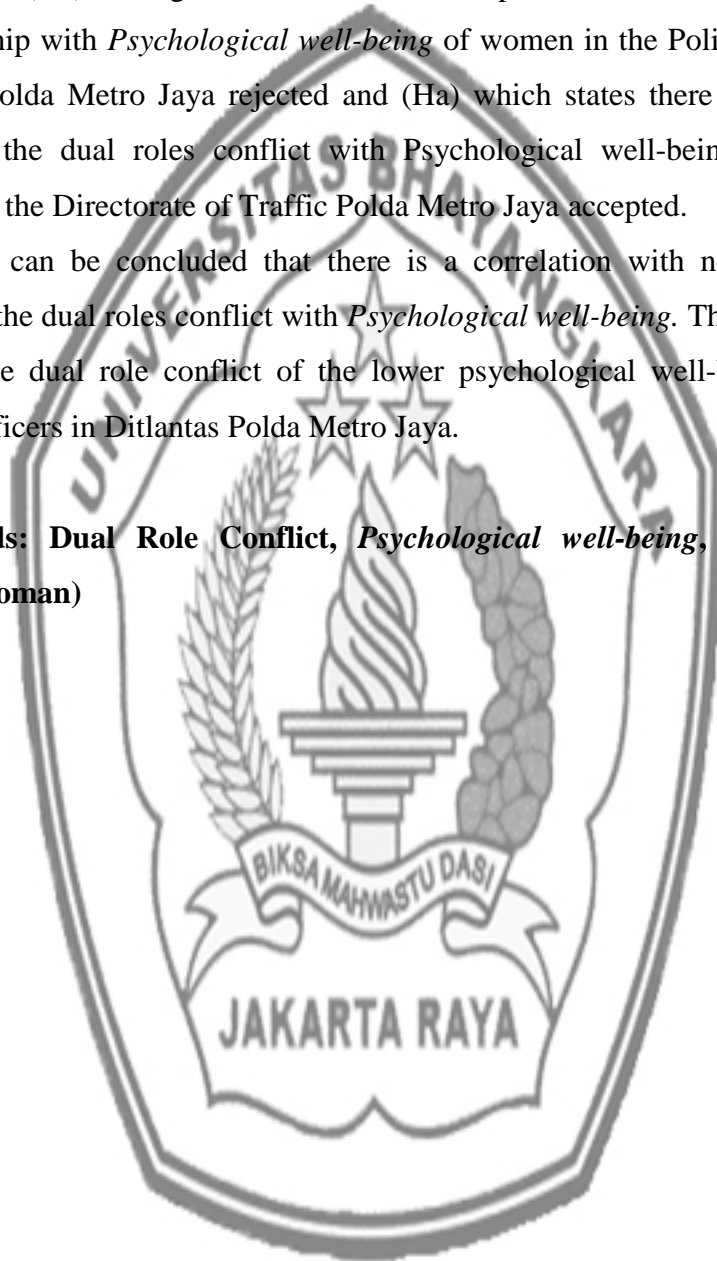 hip with Psychological well-being of women in the Poli
olda Metro Jaya rejected and (Ha) which states there
the dual roles conflict with Psychological well-bein
the Directorate of Traffic Polda Metro Jaya accepted.
can be concluded that there is a correlation with n
the dual roles conflict with Psychological well-being. Th
e dual role conflict of the lower psychological well-
ficers in Ditlantas Polda Metro Jaya.
ls: Dual Role Conflict, Psychological well-being,
oman)
UNIVERSITAS BHAYANGKARA
BIKSA MAHWASTU DASI
JAKARTA RAYA